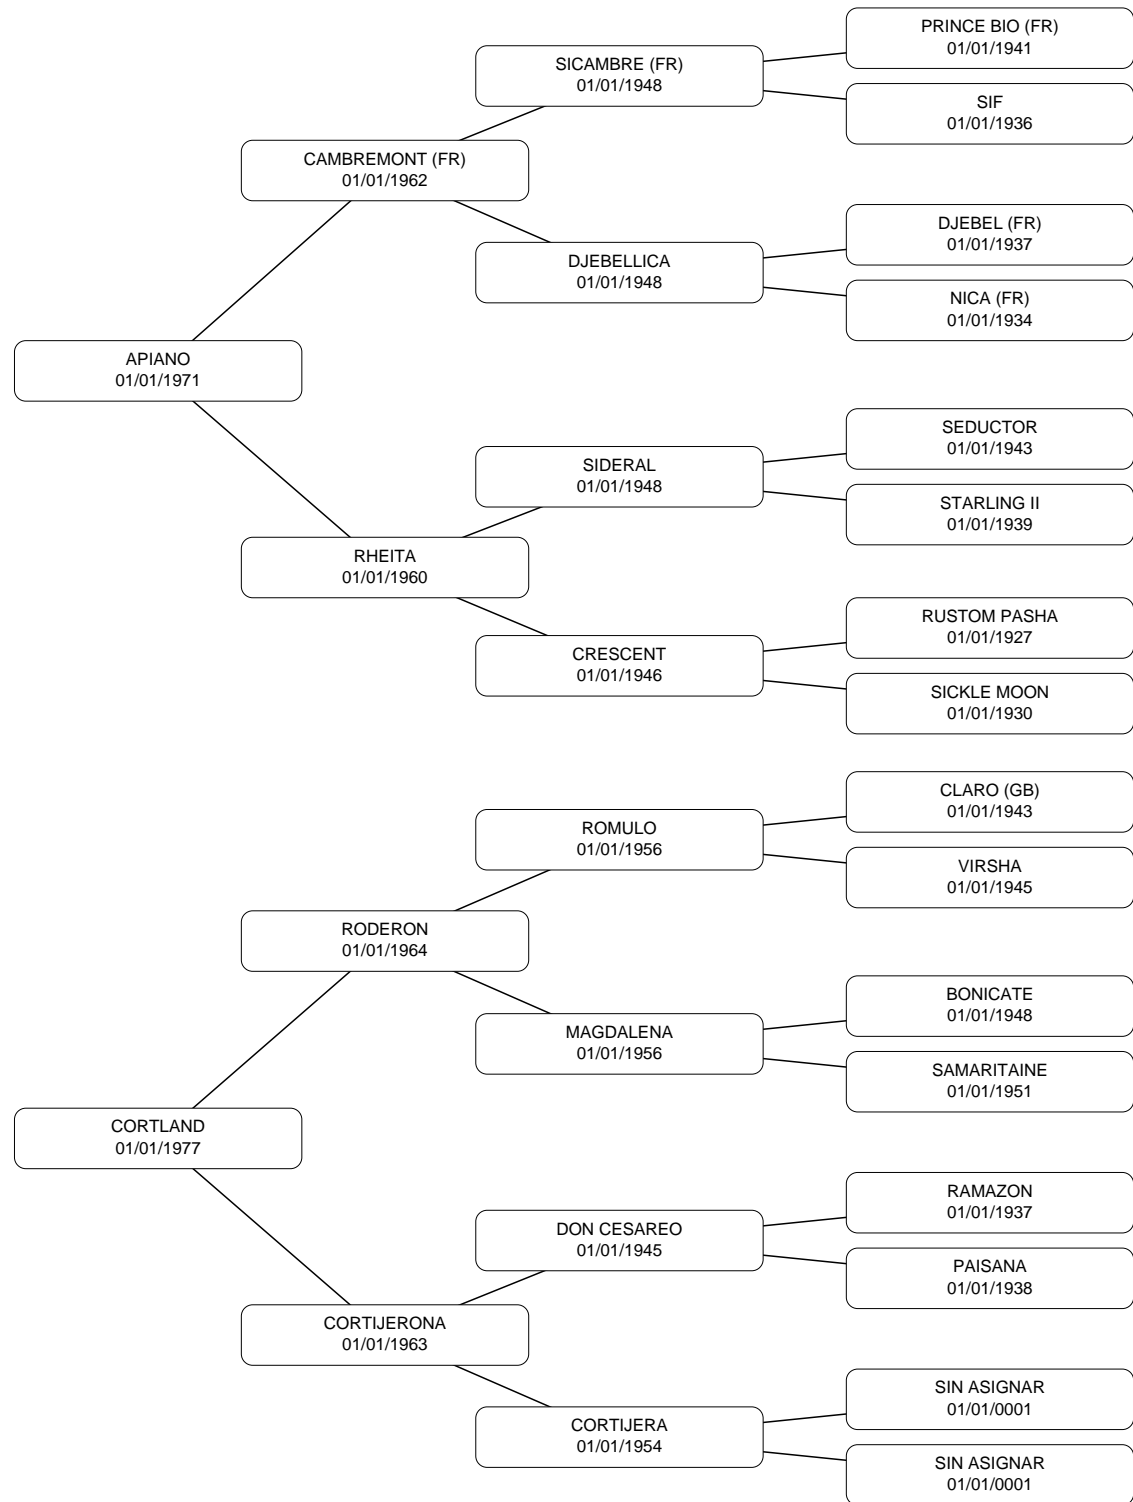 PRINCE BIO (FR)
01/01/1941
SICAMBRE (FR)
01/01/1948
SIF
01/01/1936
CAMBREMONT (FR)
01/01/1962
DJEBEL (FR)
01/01/1937
DJEBELLICA
01/01/1948
NICA (FR)
01/01/1934
APIANO
01/01/1971
SEDUCTOR
01/01/1943
SIDERAL
01/01/1948
STARLING II
01/01/1939
RHEITA
01/01/1960
RUSTOM PASHA
01/01/1927
CRESCENT
01/01/1946
SICKLE MOON
01/01/1930
CLARO (GB)
01/01/1943
ROMULO
01/01/1956
VIRSHA
01/01/1945
RODERON
01/01/1964
BONICATE
01/01/1948
MAGDALENA
01/01/1956
SAMARITAINE
01/01/1951
CORTLAND
01/01/1977
RAMAZON
01/01/1937
DON CESAREO
01/01/1945
PAISANA
01/01/1938
CORTIJERONA
01/01/1963
SIN ASIGNAR
01/01/0001
CORTIJERA
01/01/1954
SIN ASIGNAR
01/01/0001